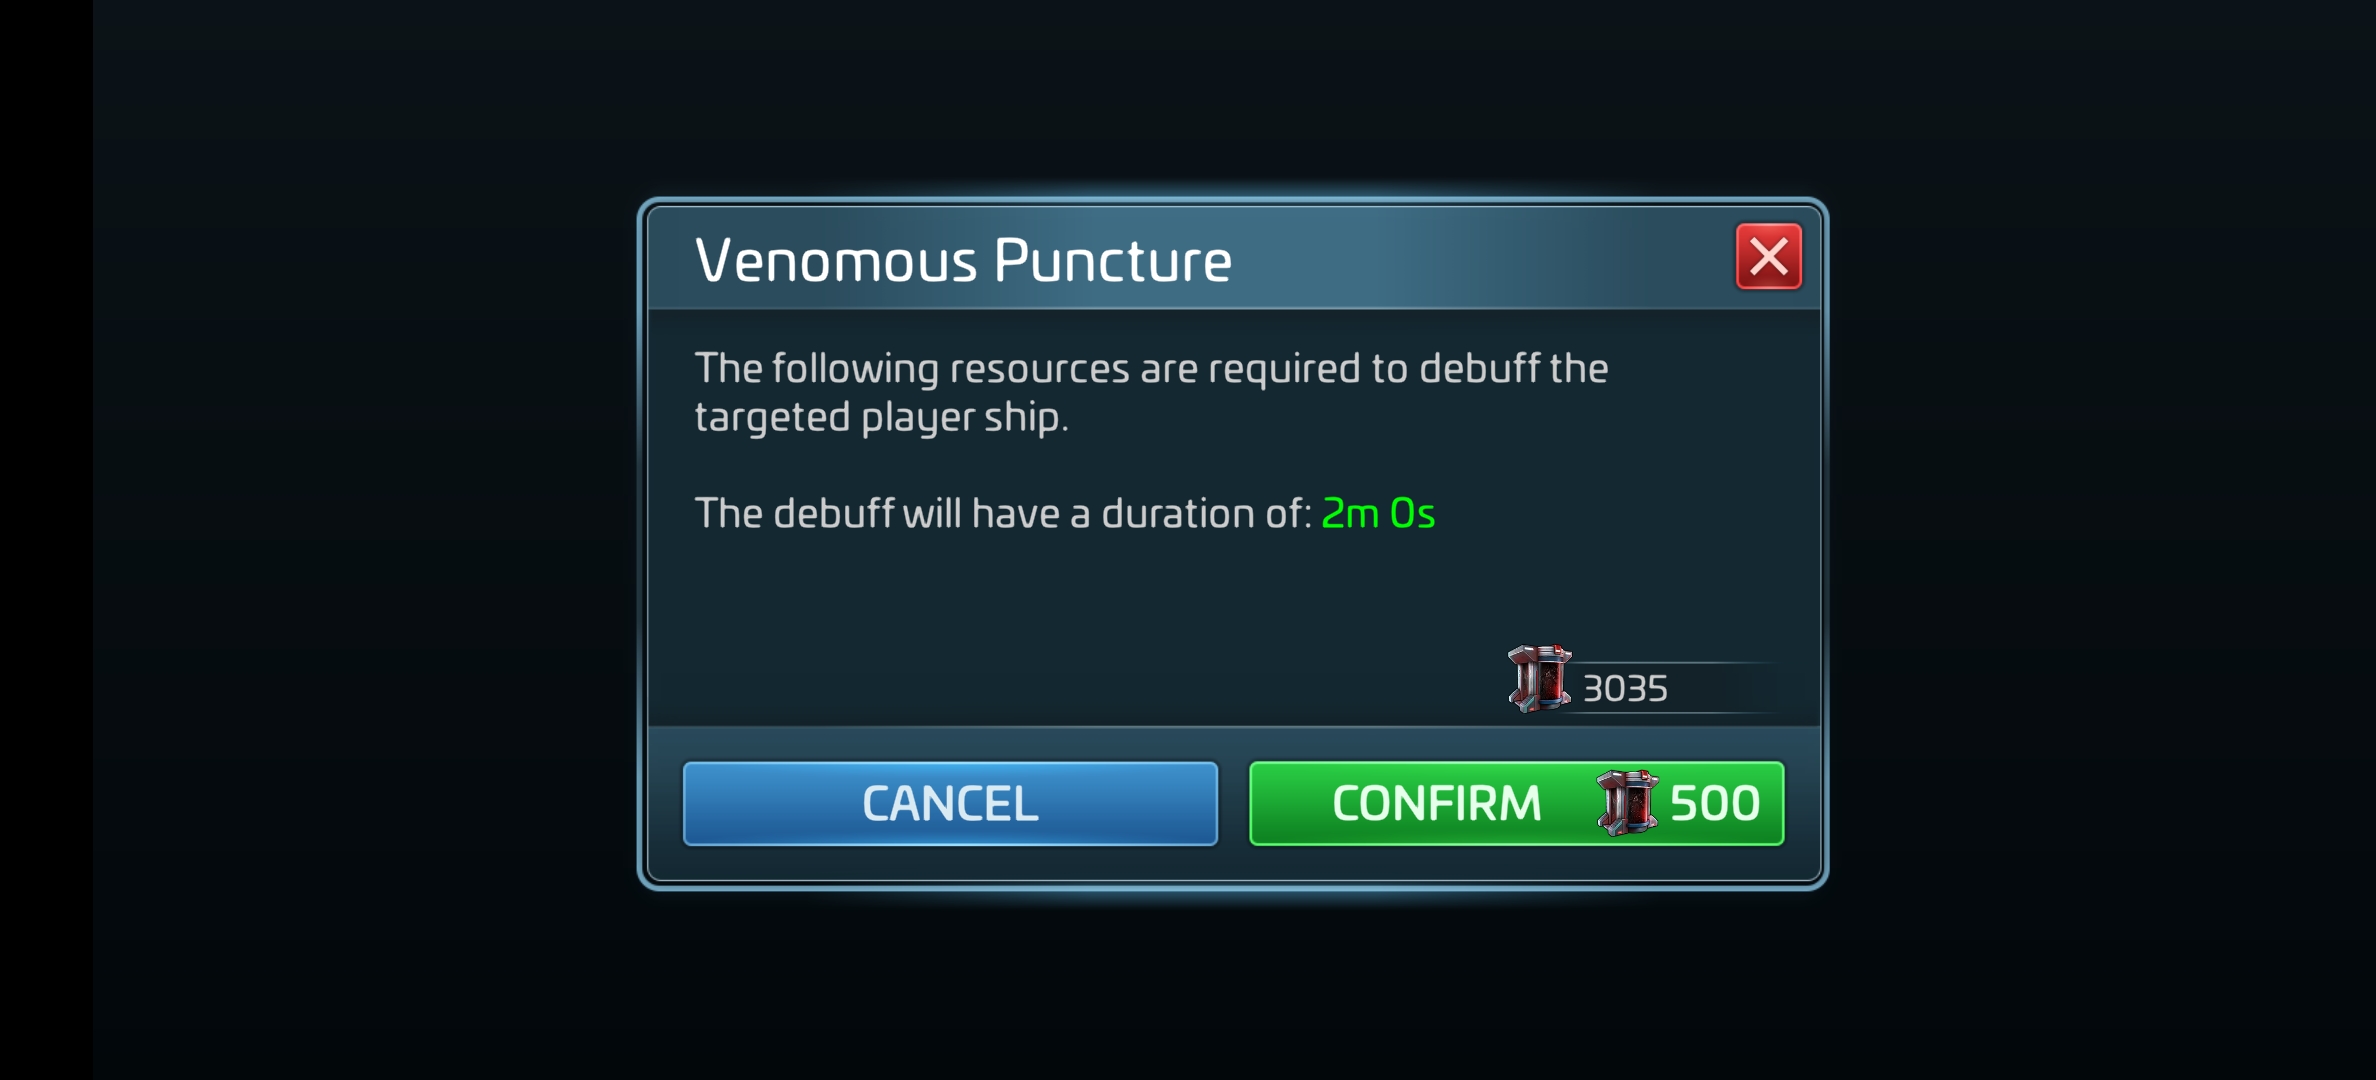 Venomous Puncture
The following resources are required to debuff the
targeted player ship.
The debuff will have a duration of: 2m 0s
3035
CANCEL
CONFIRM 500